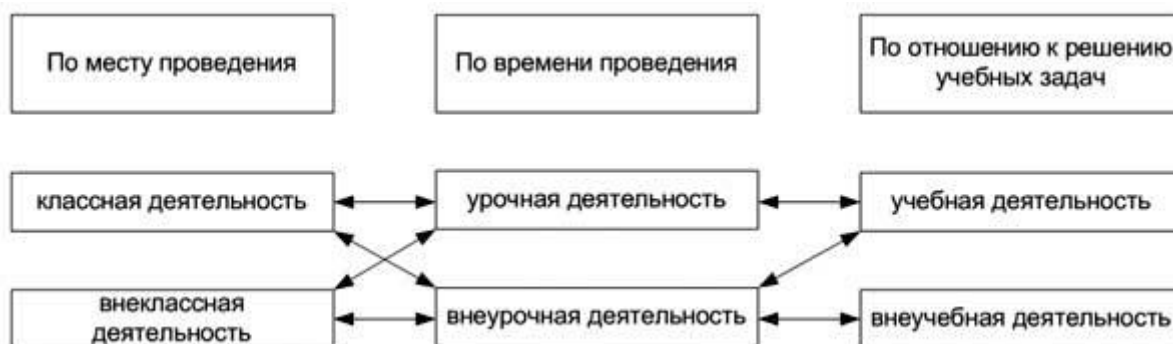 По месту проведения
По времени проведения
По отношению к решению
учебных задач
классная деятельность
урочная деятельность
учебная деятельность
внеклассная
деятельность
внеурочная деятельность
внеучебная деятельность